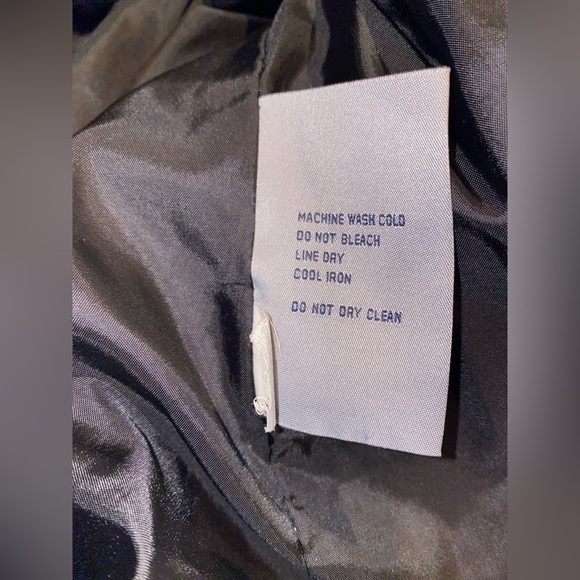 MACHINE WASH COLD
DO NOT BLEACH
LINE DRY
COOL IRON
DO NOT DRY CLEAN